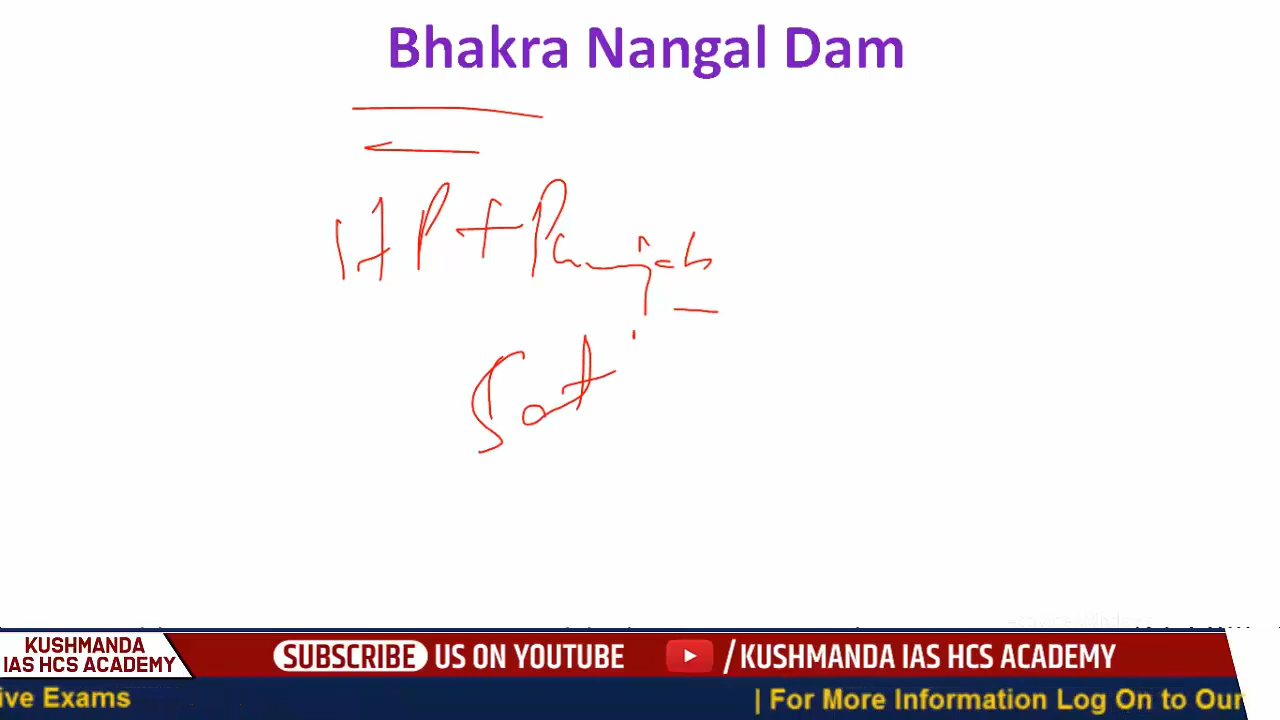 Bhakra Nangal Dam
HP + Punjab
Sat
KUSHMANDA
IAS HCS ACADEMY
SUBSCRIBE US ON YOUTUBE /KUSHMANDA IAS HCS ACADEMY
ive Exams | For More Information Log On to Our